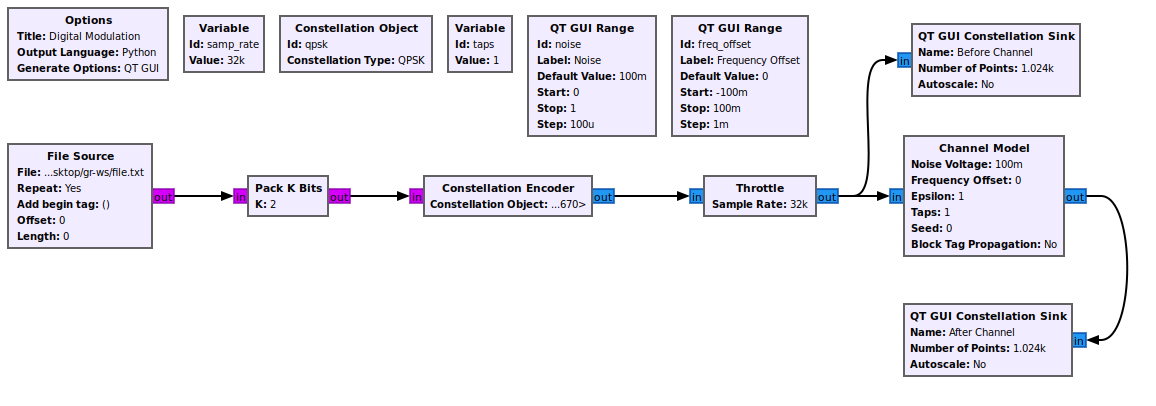 Options
Title: Digital Modulation
Output Language: Python
Generate Options: QT GUI
Variable
Id: samp_rate
Value: 32k
Constellation Object
Id: qpsk
Constellation Type: QPSK
Variable
Id: taps
Value: 1
QT GUI Range
Id: noise
Label: Noise
Default Value: 100m
Start: 0
Stop: 1
Step: 100u
QT GUI Range
Id: freq_offset
Label: Frequency Offset
Default Value: 0
Start: -100m
Stop: 100m
Step: 1m
QT GUI Constellation Sink
Name: Before Channel
Number of Points: 1.024k
Autoscale: No
in
File Source
File: ...sktop/gr-ws/file.txt
Repeat: Yes
Add begin tag: ()
Offset: 0
Length: 0
out
in
Pack K Bits
K: 2
out
in
Constellation Encoder
Constellation Object: ...670>
out
in
Throttle
Sample Rate: 32k
out
in
Channel Model
Noise Voltage: 100m
Frequency Offset: 0
Epsilon: 1
Taps: 1
Seed: 0
Block Tag Propagation: No
out
QT GUI Constellation Sink
Name: After Channel
Number of Points: 1.024k
Autoscale: No
in